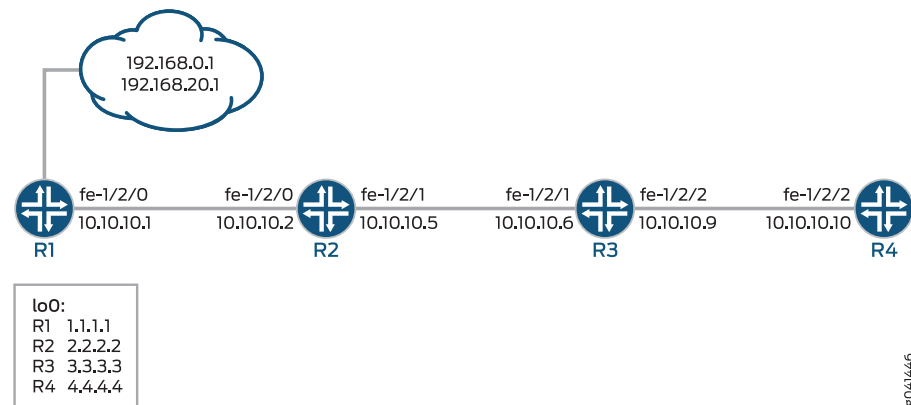 192.168.0.1
192.168.20.1
fe-1/2/0 fe-1/2/0 fe-1/2/1 fe-1/2/1 fe-1/2/2 fe-1/2/2
10.10.10.1 10.10.10.2 10.10.10.5 10.10.10.6 10.10.10.9 10.10.10.10
R1 R2 R3 R4
lo0:
R1 1.1.1.1
R2 2.2.2.2
R3 3.3.3.3
R4 4.4.4.4
g041446